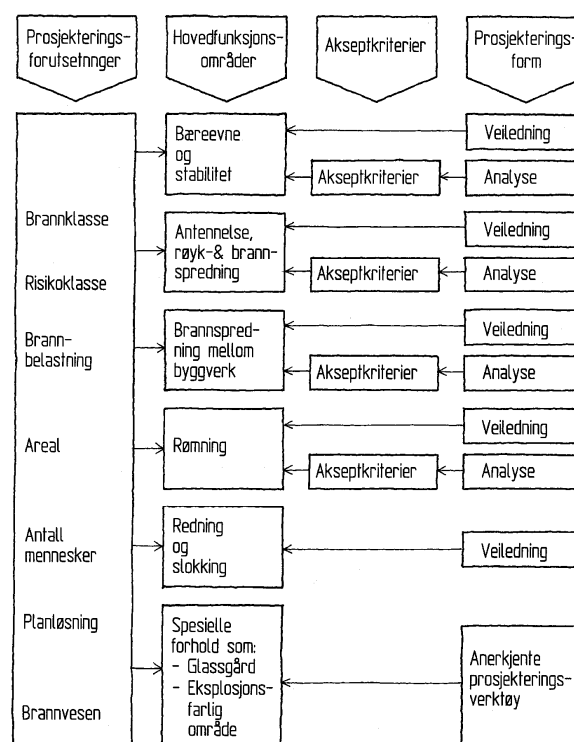 Prosjekterings-
forutsetnnger
Hovedfunksjons-
områder
Akseptkriterier
Prosjekterings-
form
Brannklasse
Risikoklasse
Brann-
belastning
Areal
Antall
mennesker
Planløsning
Brannvesen
Bæreevne
og
stabilitet
Akseptkriterier
Veiledning
Analyse
Antennelse,
røyk-& brann-
spredning
Akseptkriterier
Veiledning
Analyse
Brannspred-
ning mellom
byggverk
Akseptkriterier
Veiledning
Analyse
Rømning
Akseptkriterier
Veiledning
Analyse
Redning
og
slokking
Veiledning
Spesielle
forhold som:
- Glassgård
- Eksplosjons-
farlig
område
Anerkjente
prosjekterings-
verktøy